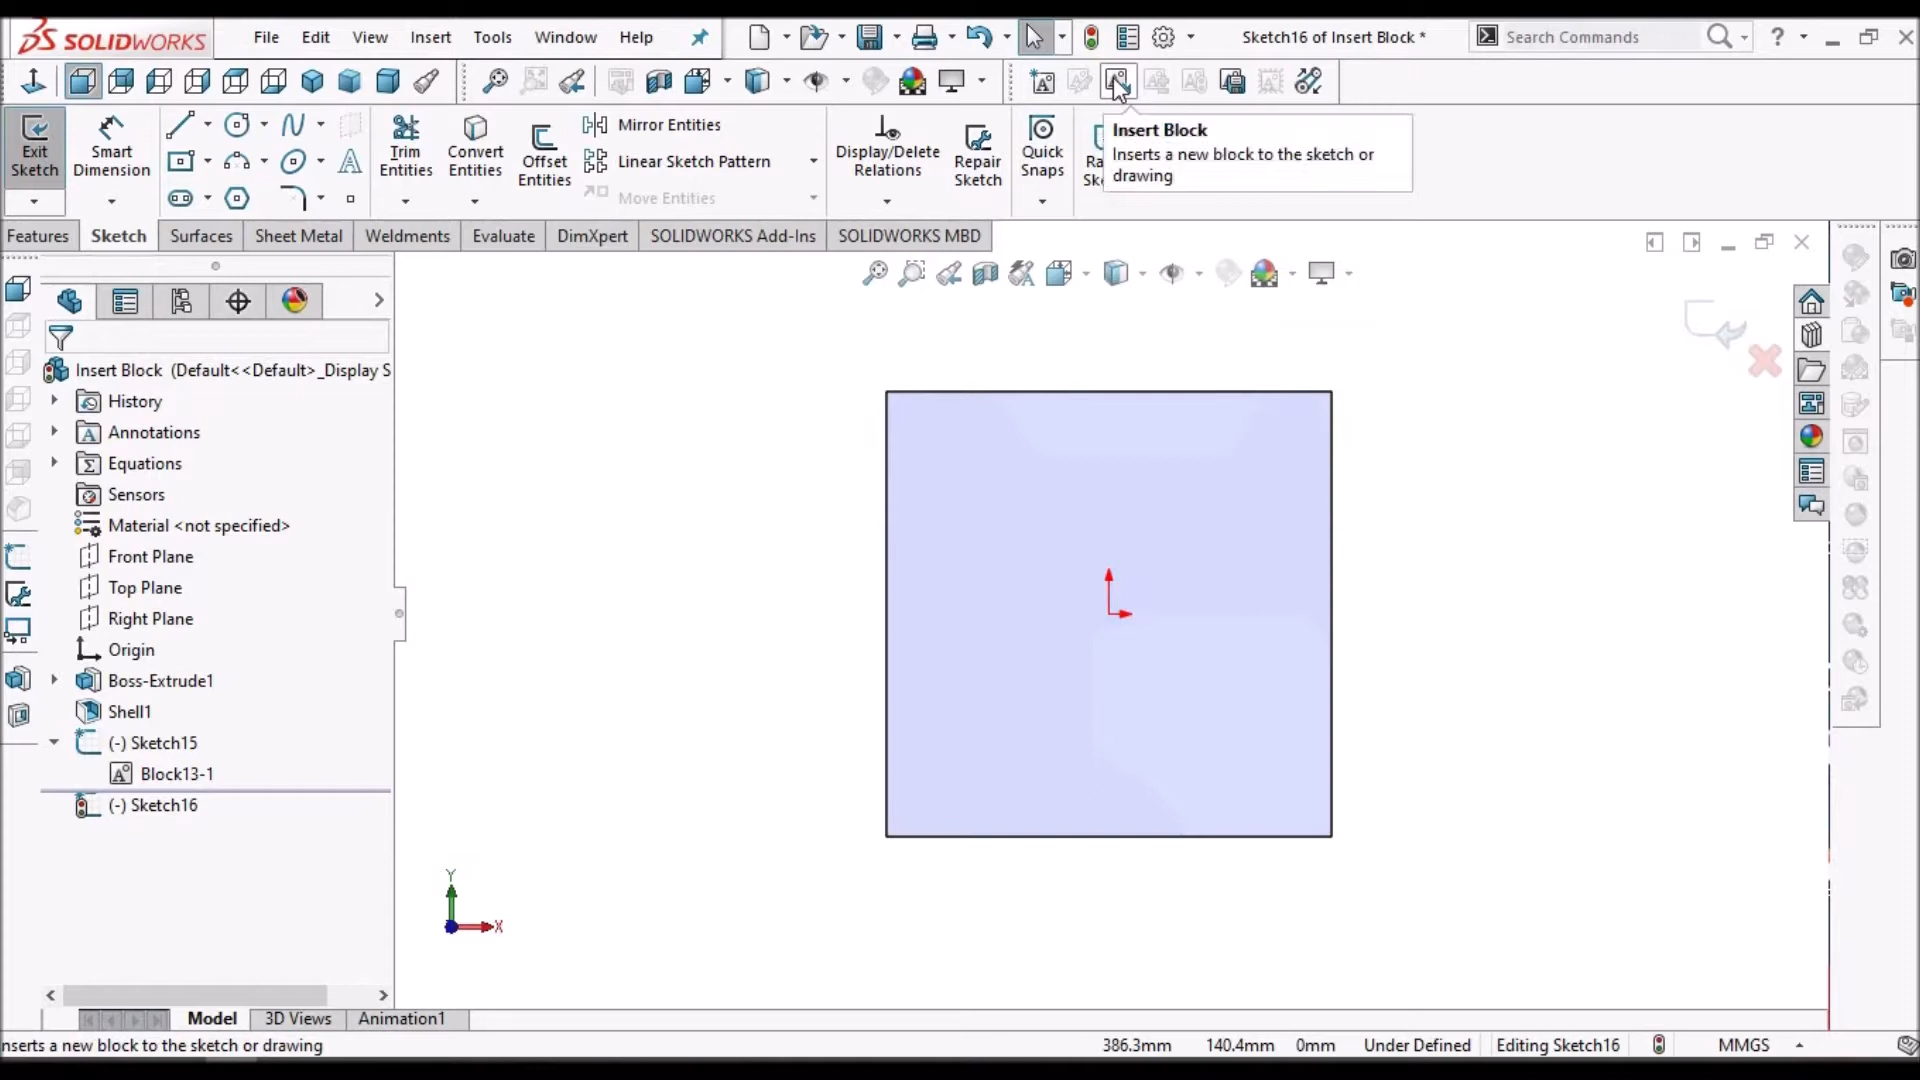 SOLIDWORKS
File Edit View Insert Tools Window Help
Sketch16 of Insert Block *
Search Commands
?
Exit Sketch
Smart Dimension
Trim Entities
Convert Entities
Offset Entities
Mirror Entities
Linear Sketch Pattern
Move Entities
Display/Delete Relations
Repair Sketch
Quick Snaps
Insert Block
Inserts a new block to the sketch or
drawing
Features Sketch Surfaces Sheet Metal Weldments Evaluate DimXpert SOLIDWORKS Add-Ins SOLIDWORKS MBD
Insert Block (Default<<Default>_Display S
History
Annotations
Equations
Sensors
Material <not specified>
Front Plane
Top Plane
Right Plane
Origin
Boss-Extrude1
Shell1
(-) Sketch15
Block13-1
(-) Sketch16
Y
X
Model 3D Views Animation1
nserts a new block to the sketch or drawing
386.3mm 140.4mm 0mm Under Defined Editing Sketch16 MMGS